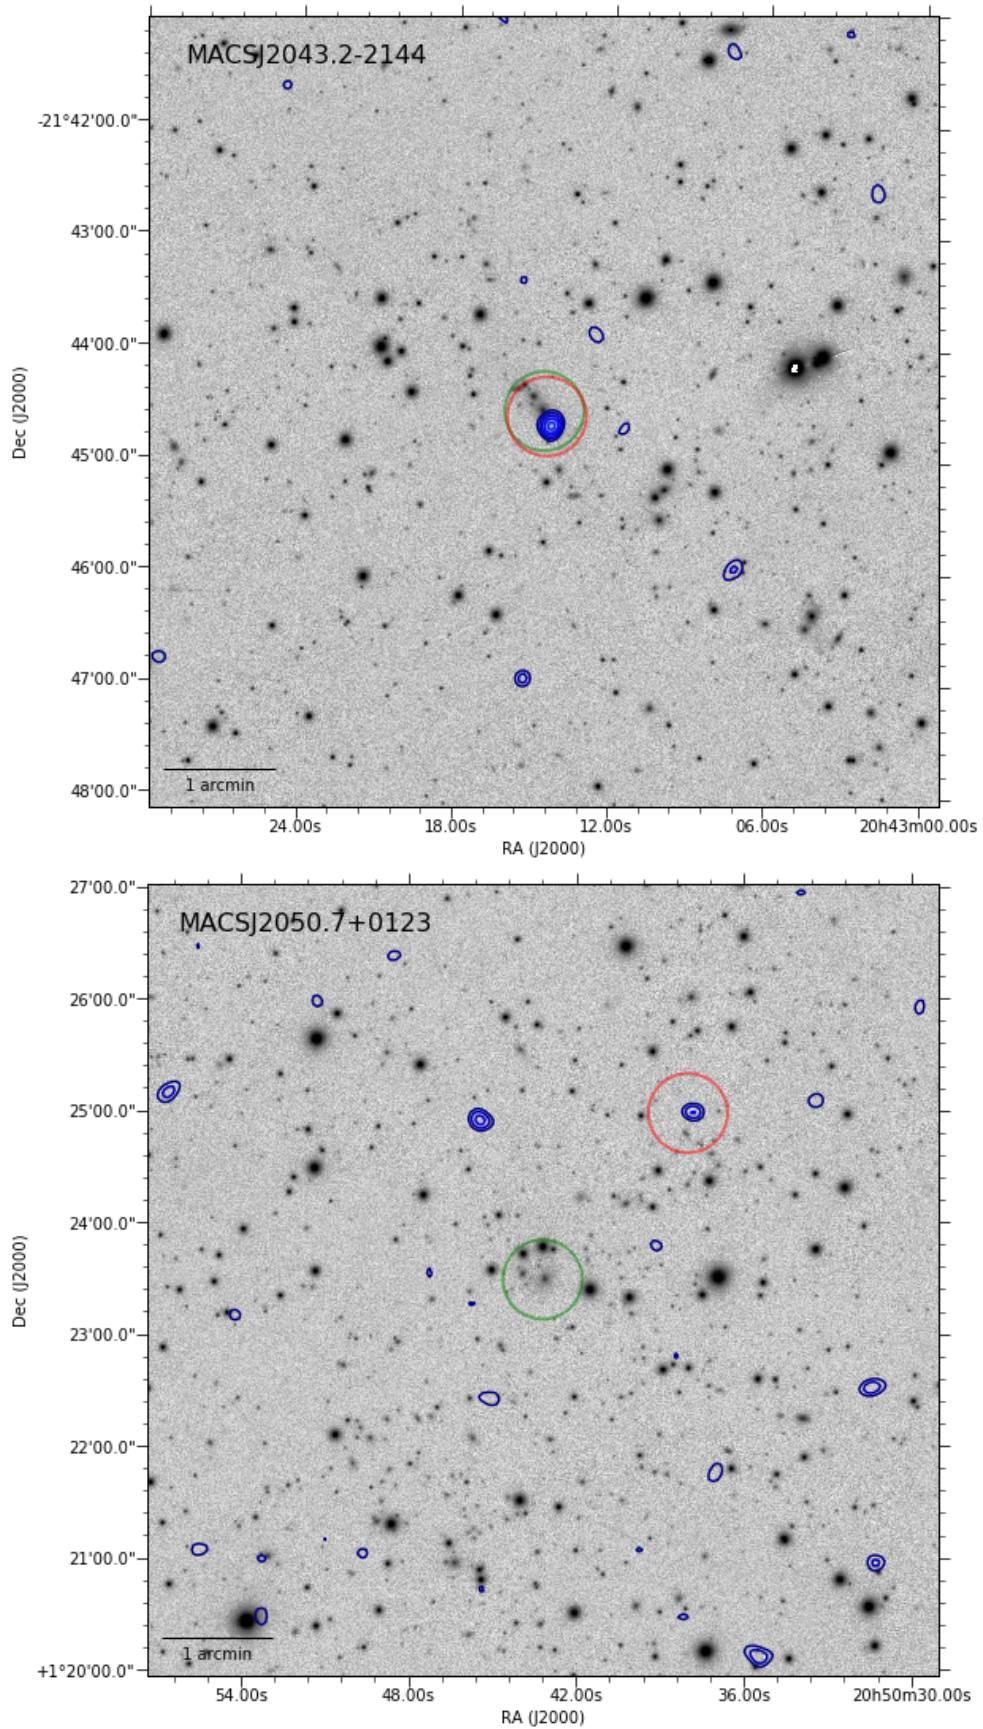 MACSJ2043.2-2144
-21°42'00.0"
43'00.0"
44'00.0"
45'00.0"
46'00.0"
47'00.0"
48'00.0"
Dec (J2000)
1 arcmin
24.00s 18.00s 12.00s 06.00s 20h43m00.00s
RA (J2000)
MACSJ2050.7+0123
27'00.0"
26'00.0"
25'00.0"
24'00.0"
23'00.0"
22'00.0"
21'00.0"
+1°20'00.0"
Dec (J2000)
1 arcmin
54.00s 48.00s 42.00s 36.00s 20h50m30.00s
RA (J2000)